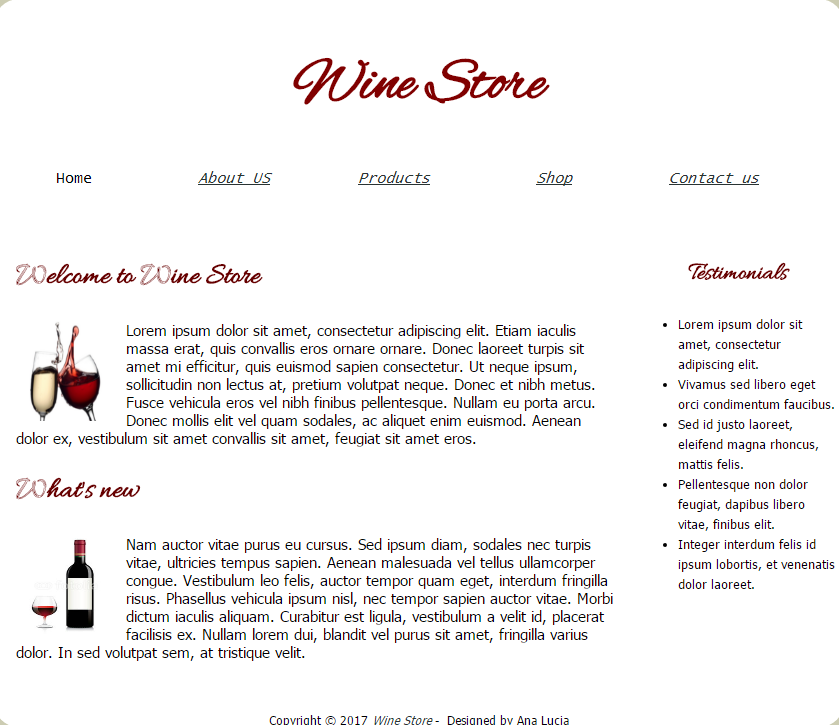 Wine Store
Home About US Products Shop Contact us
Welcome to Wine Store
Lorem ipsum dolor sit amet, consectetur adipiscing elit. Etiam iaculis
massa erat, quis convallis eros ornare ornare. Donec laoreet turpis sit
amet mi efficitur, quis euismod sapien consectetur. Ut neque ipsum,
sollicitudin non lectus at, pretium volutpat neque. Donec et nibh metus.
Fusce vehicula eros vel nibh finibus pellentesque. Nullam eu porta arcu.
Donec mollis elit vel quam sodales, ac aliquet enim euismod. Aenean
dolor ex, vestibulum sit amet convallis sit amet, feugiat sit amet eros.
What's new
Nam auctor vitae purus eu cursus. Sed ipsum diam, sodales nec turpis
vitae, ultricies tempus sapien. Aenean malesuada vel tellus ullamcorper
congue. Vestibulum leo felis, auctor tempor quam eget, interdum fringilla
risus. Phasellus vehicula ipsum nisl, nec tempor sapien auctor vitae. Morbi
dictum iaculis aliquam. Curabitur est ligula, vestibulum a velit id, placerat
facilisis ex. Nullam lorem dui, blandit vel purus sit amet, fringilla varius
dolor. In sed volutpat sem, at tristique velit.
Testimonials
• Lorem ipsum dolor sit
amet, consectetur
adipiscing elit.
• Vivamus sed libero eget
orci condimentum faucibus.
• Sed id justo laoreet,
eleifend magna rhoncus,
mattis felis.
• Pellentesque non dolor
feugiat, dapibus libero
vitae, finibus elit.
• Integer interdum felis id
ipsum lobortis, et venenatis
dolor laoreet.
Copyright © 2017 Wine Store - Designed by Ana Lucia